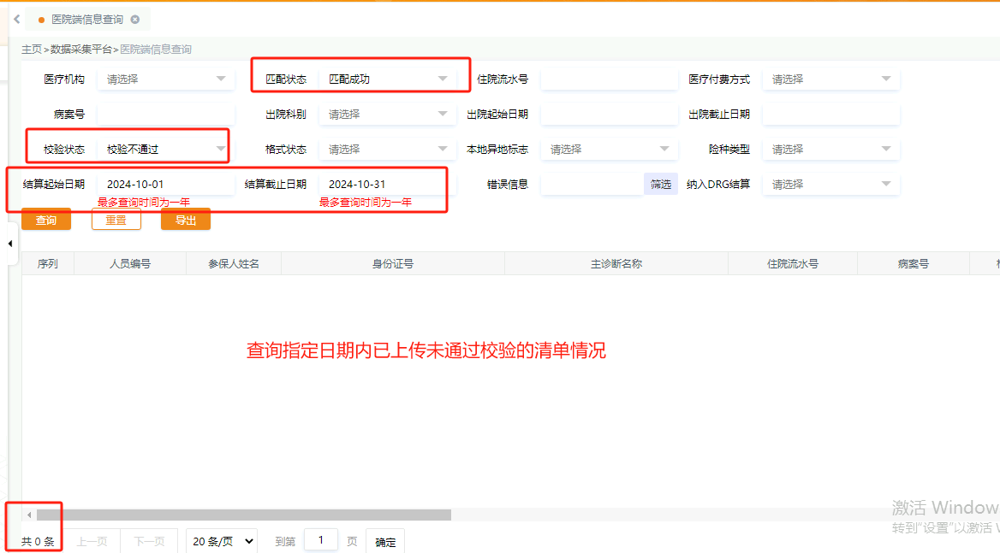 医院端信息查询
主页>数据采集平台>医院端信息查询
医疗机构 请选择 匹配状态 匹配成功 住院流水号 医疗付费方式 请选择
病案号 出院科别 请选择 出院起始日期 出院截止日期
校验状态 校验不通过 格式状态 请选择 本地异地标志 请选择 险种类型 请选择
结算起始日期 2024-10-01 结算截止日期 2024-10-31 错误信息 筛选 纳入DRG结算 请选择
最多查询时间为一年 最多查询时间为一年
查询 重置 导出
序列 人员编号 参保人姓名 身份证号 主诊断名称 住院流水号 病案号
查询指定日期内已上传未通过校验的清单情况
激活 Window
转到"设置"以激活 W
共 0 条 上一页 下一页 20 条/页 到第 1 页 确定